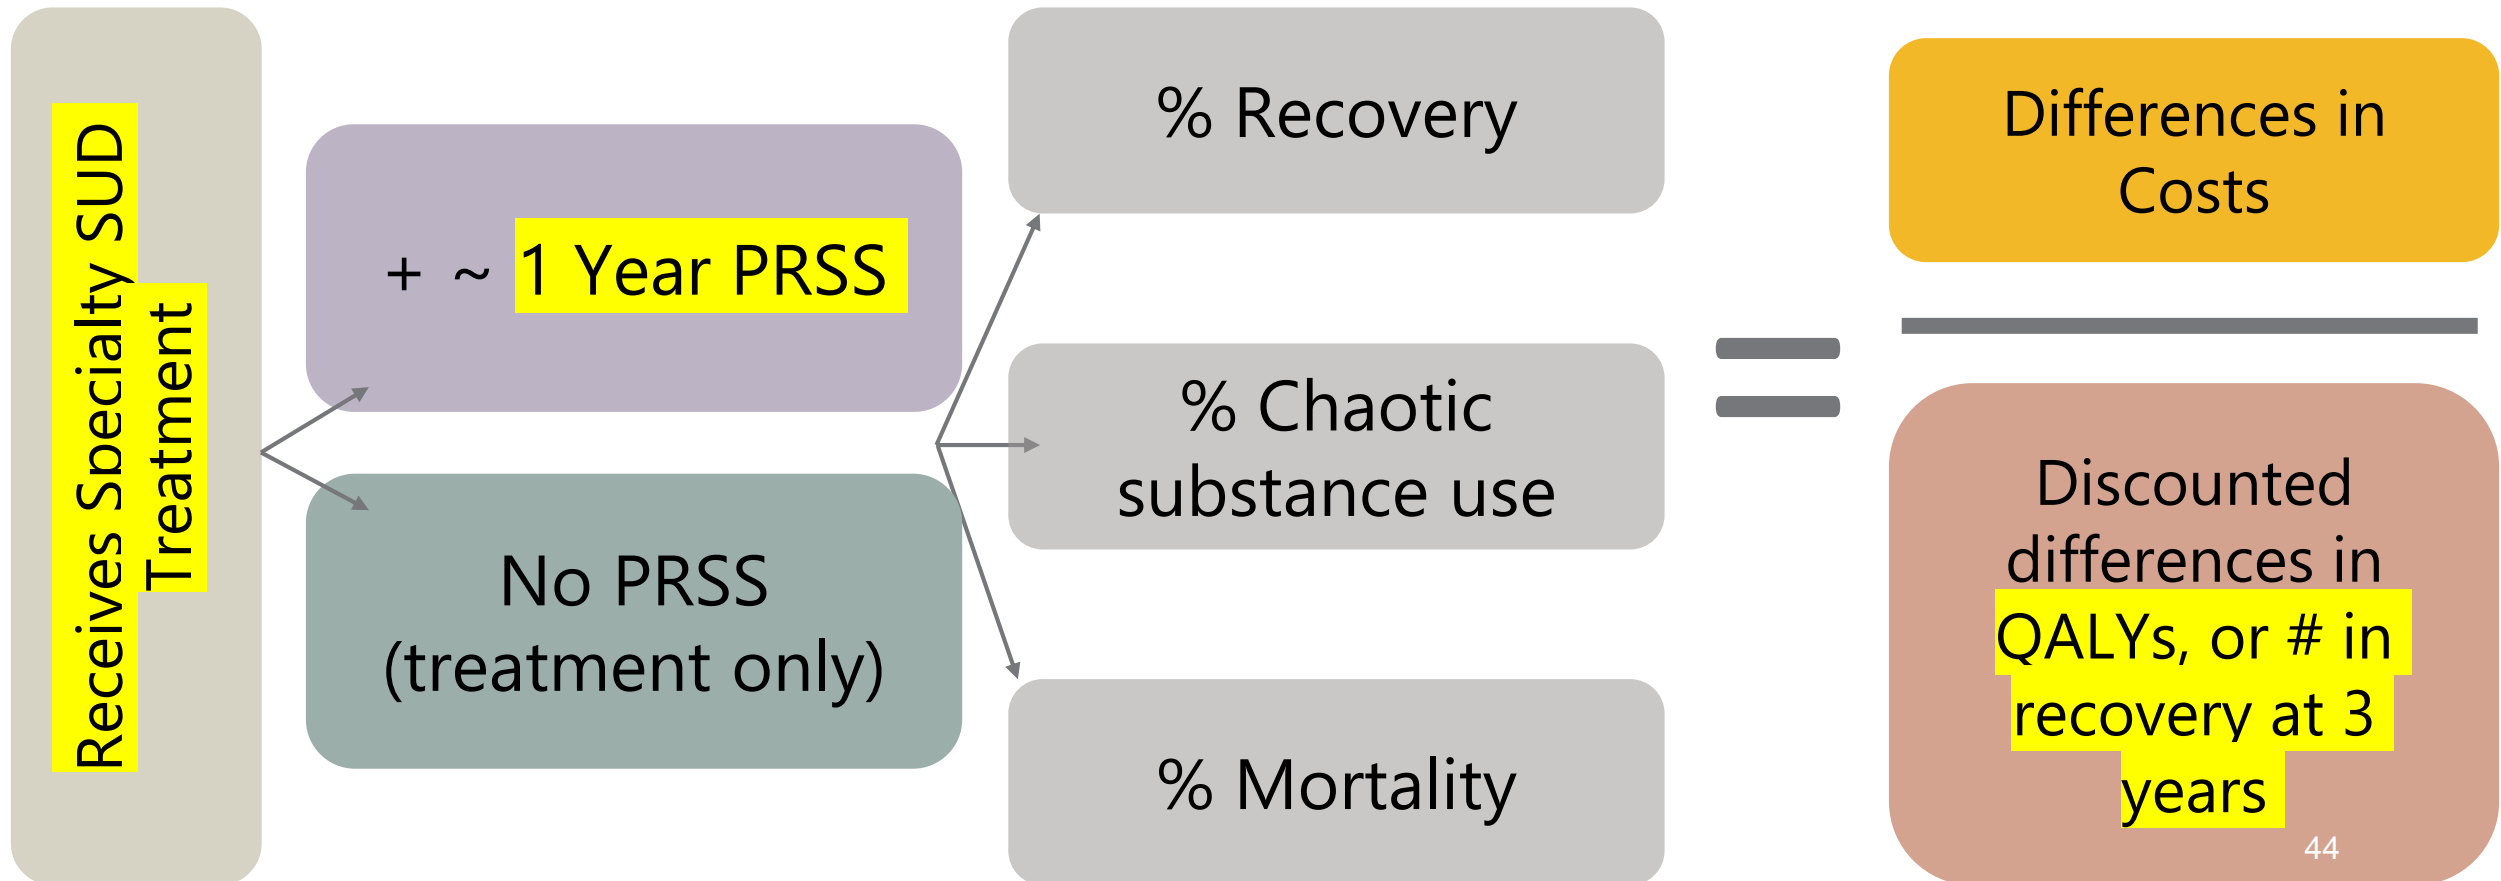 Receives Specialty SUD
Treatment
+ ~ 1 Year PRSS
No PRSS
(treatment only)
% Recovery
% Chaotic
substance use
% Mortality
=
Differences in
Costs
Discounted
differences in
QALYs, or # in
recovery at 3
years
44